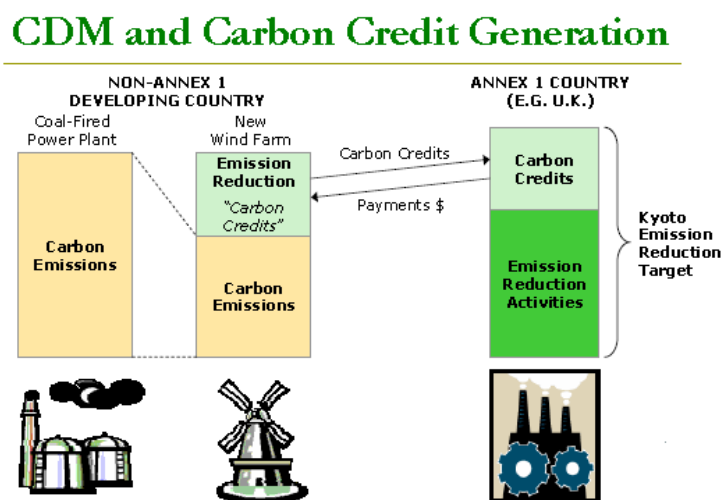 CDM and Carbon Credit Generation
NON-ANNEX 1
DEVELOPING COUNTRY
Coal-Fired
Power Plant
New
Wind Farm
ANNEX 1 COUNTRY
(E.G. U.K.)
Carbon
Emissions
Emission
Reduction
"Carbon
Credits"
Carbon
Emissions
Carbon Credits
Payments $
Carbon
Credits
Emission
Reduction
Activities
Kyoto
Emission
Reduction
Target